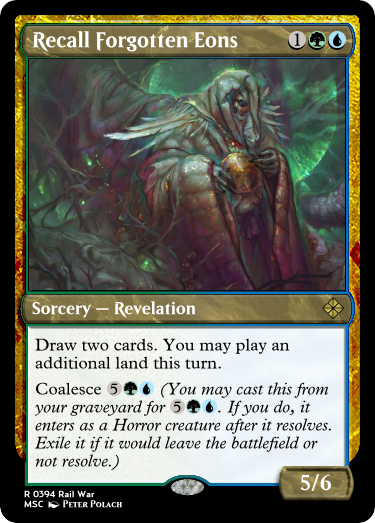 Recall Forgotten Eons 1
Sorcery — Revelation
Draw two cards. You may play an
additional land this turn.
Coalesce 5 (You may cast this from
your graveyard for 5. If you do, it
enters as a Horror creature after it resolves.
Exile it if it would leave the battlefield or
not resolve.)
5/6
R 0394 Rail War
MSC Peter Polach